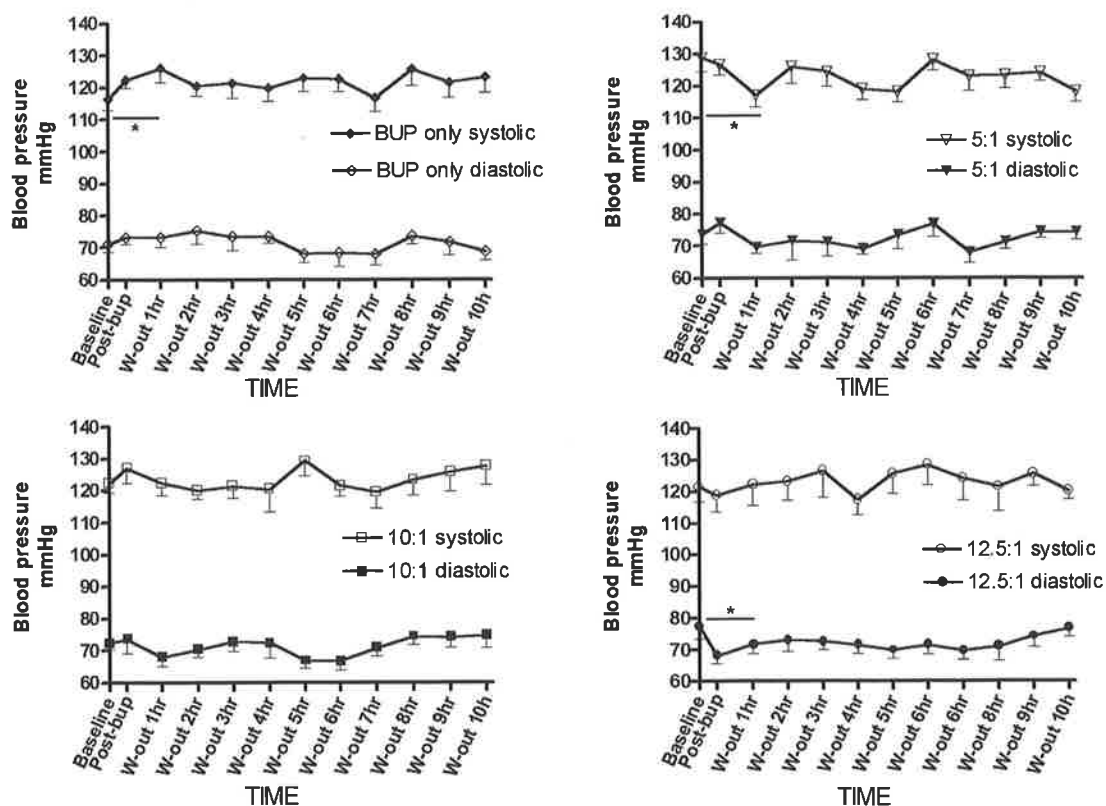 140
130
120
110
100
90
80
70
60
Blood pressure
mmHg
*
BUP only systolic
BUP only diastolic
Baseline
Post-bup
W-out 1hr
W-out 2hr
W-out 3hr
W-out 4hr
W-out 5hr
W-out 6hr
W-out 7hr
W-out 8hr
W-out 9hr
W-out 10h
TIME
140
130
120
110
100
90
80
70
60
Blood pressure
mmHg
*
5:1 systolic
5:1 diastolic
Baseline
Post-bup
W-out 1hr
W-out 2hr
W-out 3hr
W-out 4hr
W-out 5hr
W-out 6hr
W-out 7hr
W-out 8hr
W-out 9hr
W-out 10h
TIME
140
130
120
110
100
90
80
70
60
Blood pressure
mmHg
10:1 systolic
10:1 diastolic
Baseline
Post-bup
W-out 1hr
W-out 2hr
W-out 3hr
W-out 4hr
W-out 5hr
W-out 6hr
W-out 7hr
W-out 8hr
W-out 9hr
W-out 10h
TIME
140
130
120
110
100
90
80
70
60
Blood pressure
mmHg
*
12.5:1 systolic
12.5:1 diastolic
Baseline
Post-bup
W-out 1hr
W-out 2hr
W-out 3hr
W-out 4hr
W-out 5hr
W-out 6hr
W-out 6hr
W-out 8hr
W-out 9hr
W-out 10h
TIME